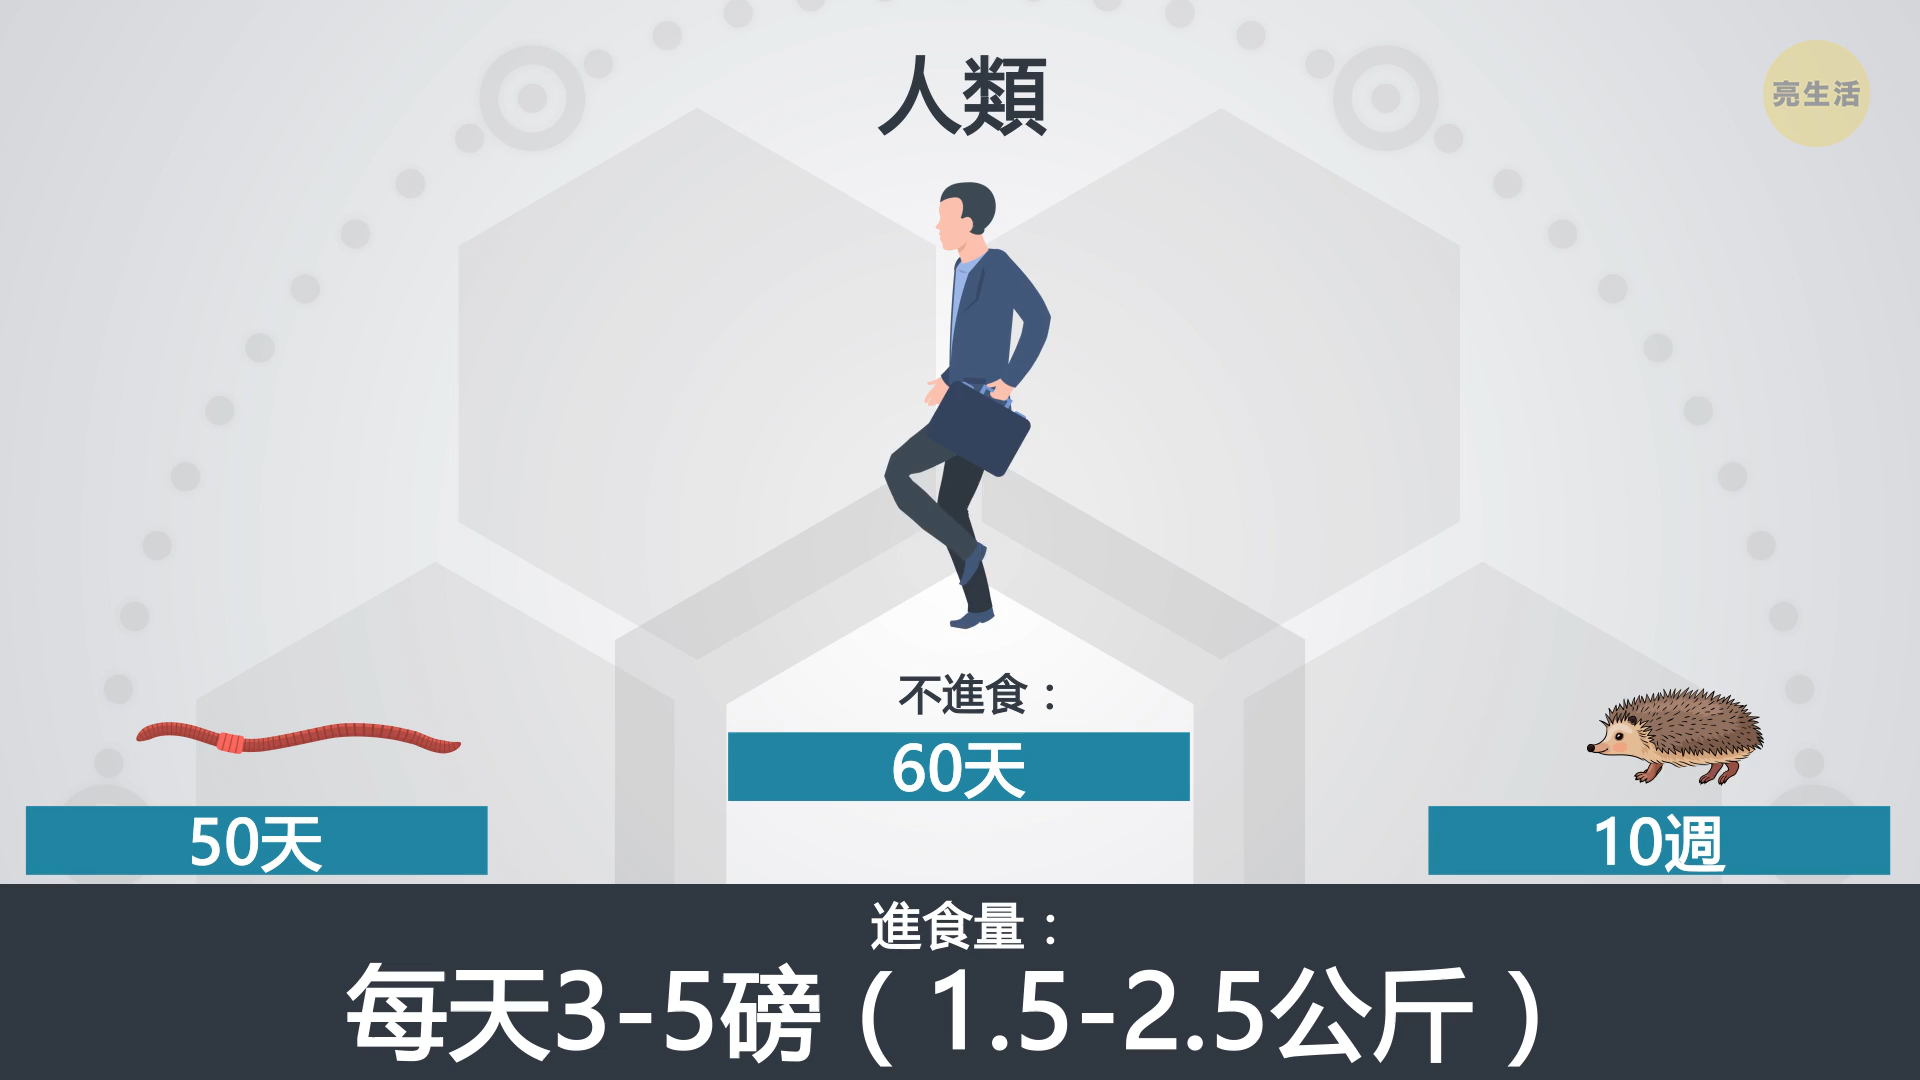 人類
亮生活
不進食：
60天
50天
10週
進食量：
每天3-5磅（1.5-2.5公斤）